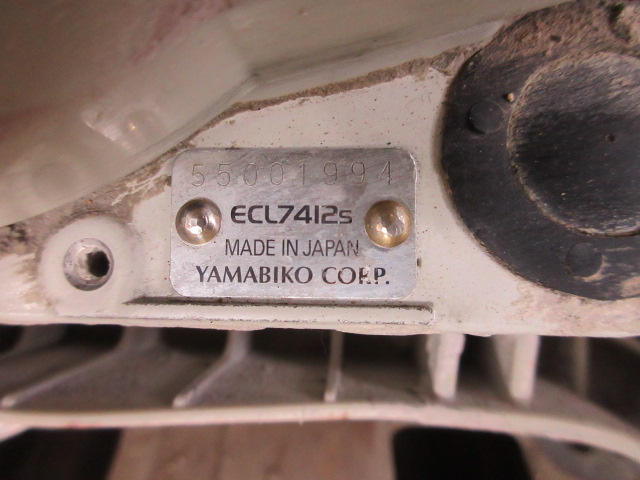 55001994
ECL7412s
MADE IN JAPAN
YAMABIKO CORP.